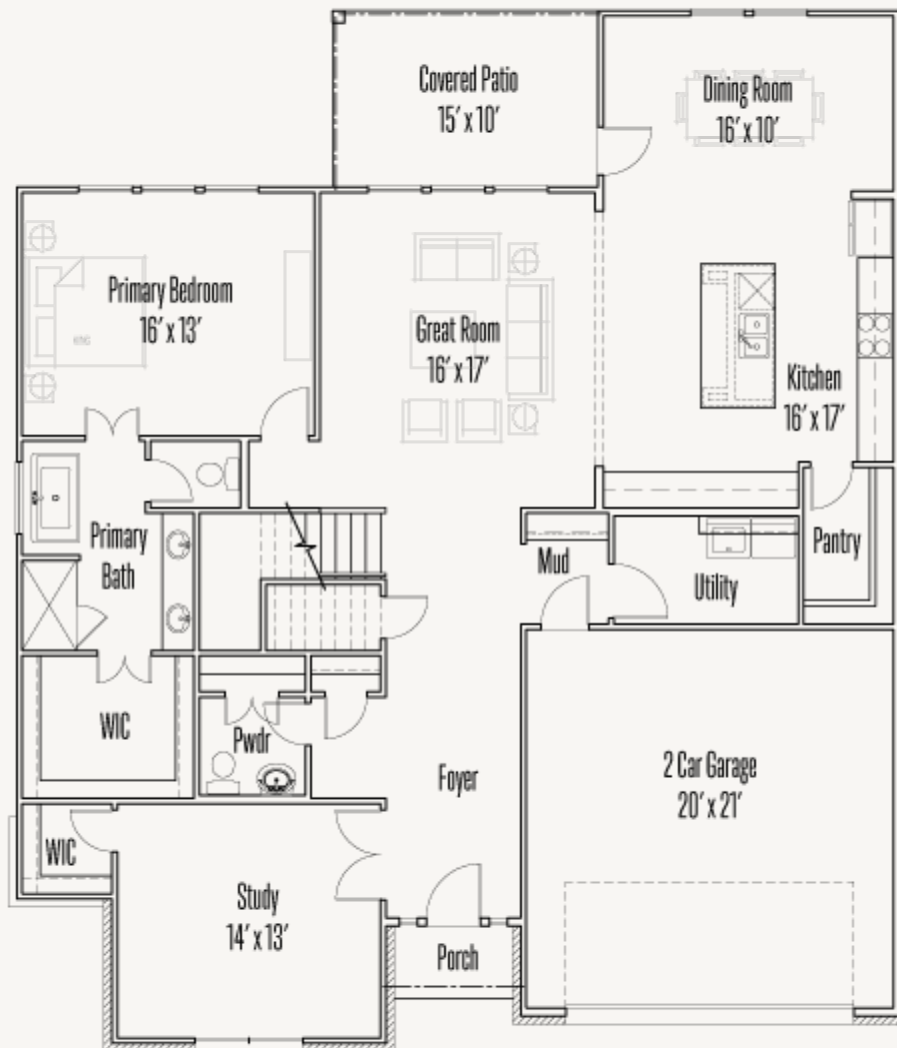 Covered Patio
15' x 10'
Dining Room
16' x 10'
Primary Bedroom
16' x 13'
KING
Great Room
16' x 17'
Kitchen
16' x 17'
Primary
Bath
Mud
Utility
Pantry
WIC
Pwdr
Foyer
2 Car Garage
20' x 21'
WIC
Study
14' x 13'
Porch